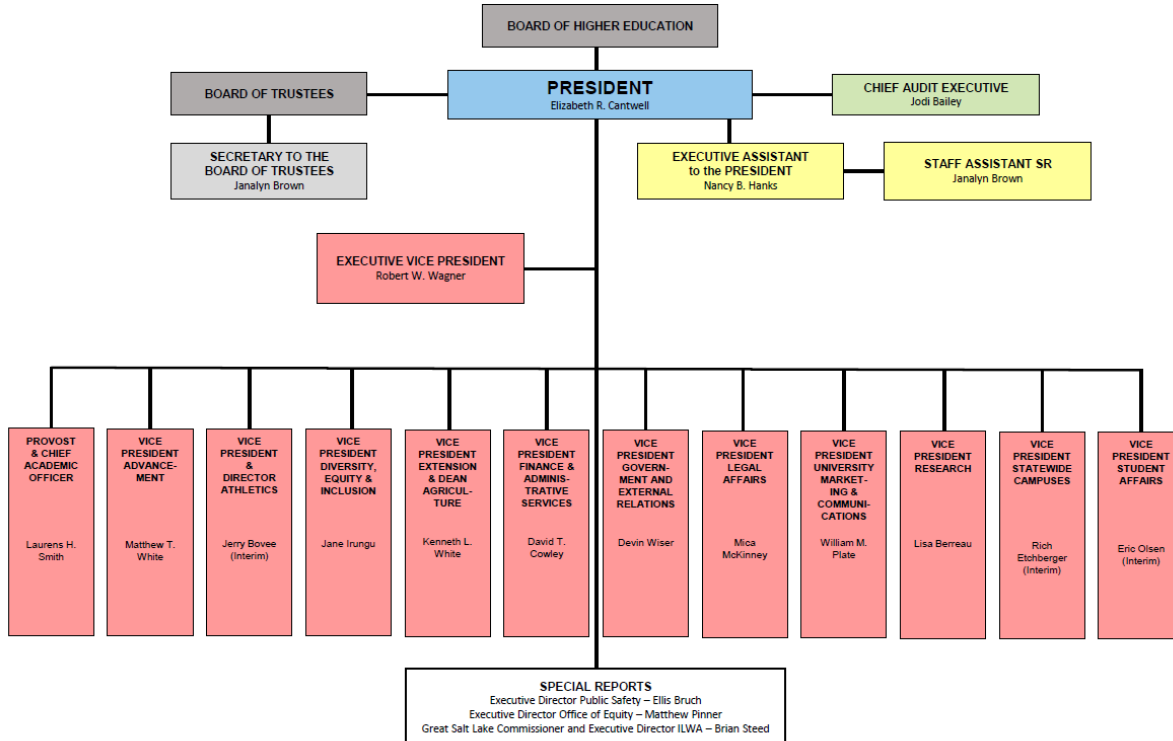 BOARD OF HIGHER EDUCATION
BOARD OF TRUSTEES
PRESIDENT
Elizabeth R. Cantwell
CHIEF AUDIT EXECUTIVE
Jodi Bailey
SECRETARY TO THE
BOARD OF TRUSTEES
Janalyn Brown
EXECUTIVE ASSISTANT
to the PRESIDENT
Nancy B. Hanks
STAFF ASSISTANT SR
Janalyn Brown
EXECUTIVE VICE PRESIDENT
Robert W. Wagner
PROVOST
& CHIEF
ACADEMIC
OFFICER
Laurens H.
Smith
VICE
PRESIDENT
ADVANCE-
MENT
Matthew T.
White
VICE
PRESIDENT
&
DIRECTOR
ATHLETICS
Jerry Bovee
(Interim)
VICE
PRESIDENT
DIVERSITY,
EQUITY &
INCLUSION
Jane Irungu
VICE
PRESIDENT
EXTENSION
& DEAN
AGRICUL-
TURE
Kenneth L.
White
VICE
PRESIDENT
FINANCE &
ADMINIS-
TRATIVE
SERVICES
David T.
Cowley
VICE
PRESIDENT
GOVERN-
MENT AND
EXTERNAL
RELATIONS
Devin Wiser
VICE
PRESIDENT
LEGAL
AFFAIRS
Mica
McKinney
VICE
PRESIDENT
UNIVERSITY
MARKET-
ING &
COMMUNI-
CATIONS
William M.
Plate
VICE
PRESIDENT
RESEARCH
Lisa Berreau
VICE
PRESIDENT
STATEWIDE
CAMPUSES
Rich
Etchberger
(Interim)
VICE
PRESIDENT
STUDENT
AFFAIRS
Eric Olsen
(Interim)
SPECIAL REPORTS
Executive Director Public Safety – Ellis Bruch
Executive Director Office of Equity – Matthew Pinner
Great Salt Lake Commissioner and Executive Director ILWA – Brian Steed